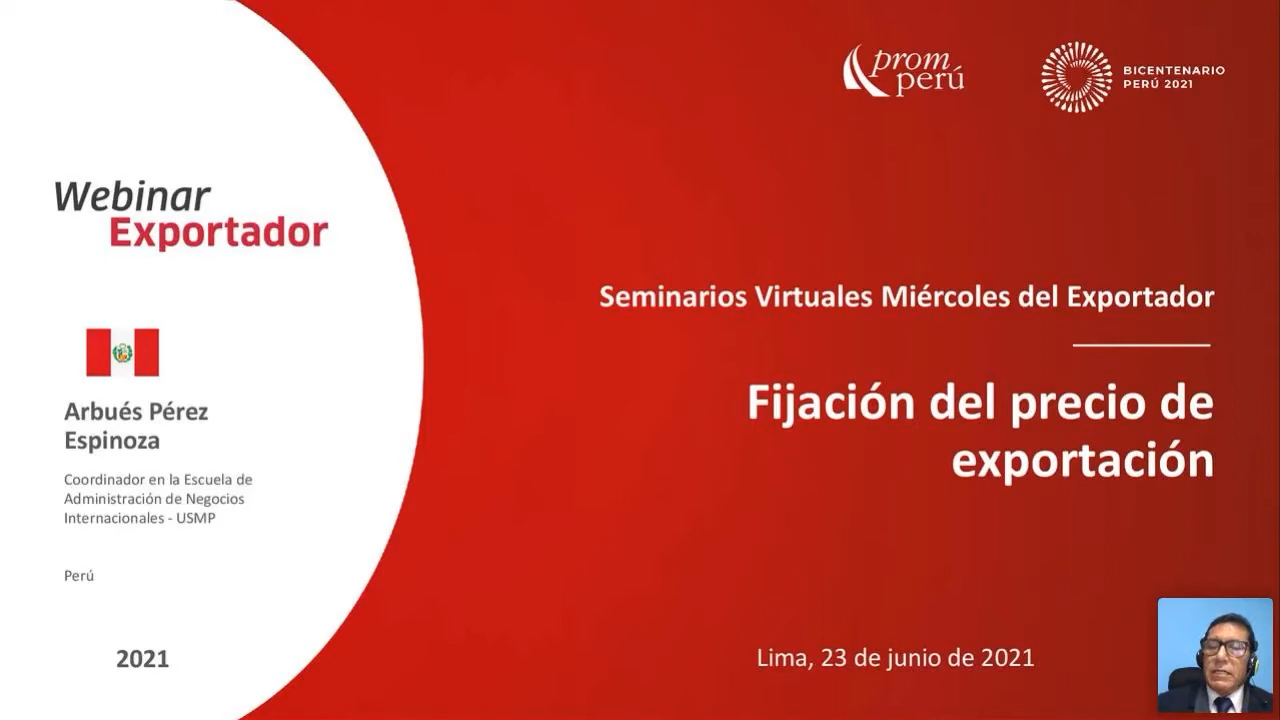 prom
perú
BICENTENARIO
PERÚ 2021
Webinar
Exportador
Seminarios Virtuales Miércoles del Exportador
Fijación del precio de
exportación
Arbués Pérez
Espinoza
Coordinador en la Escuela de
Administración de Negocios
Internacionales - USMP
Perú
2021
Lima, 23 de junio de 2021